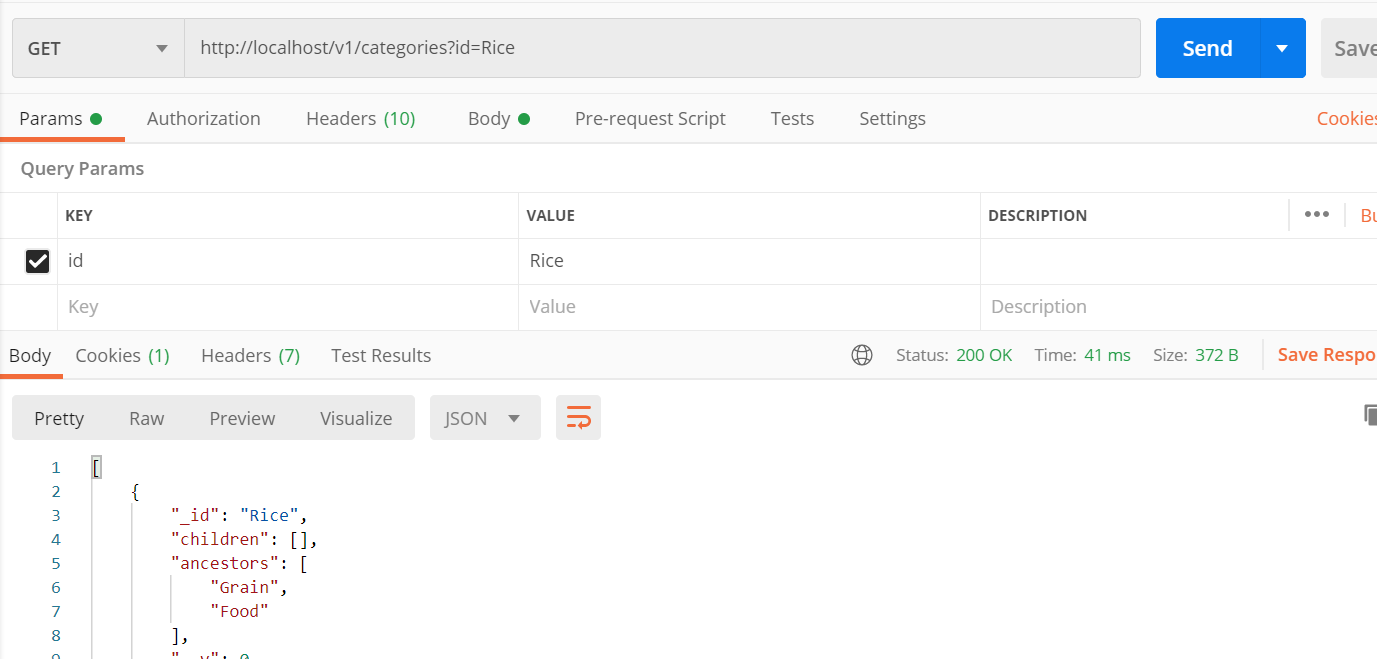 GET http://localhost/v1/categories?id=Rice Send Save
Params Authorization Headers (10) Body Pre-request Script Tests Settings Cookies
Query Params
KEY VALUE DESCRIPTION ••• Bu
id Rice
Key Value Description
Body Cookies (1) Headers (7) Test Results Status: 200 OK Time: 41 ms Size: 372 B Save Respo
Pretty Raw Preview Visualize JSON
1 [
2 {
3 "_id": "Rice",
4 "children": [],
5 "ancestors": [
6 "Grain",
7 "Food"
8 ],